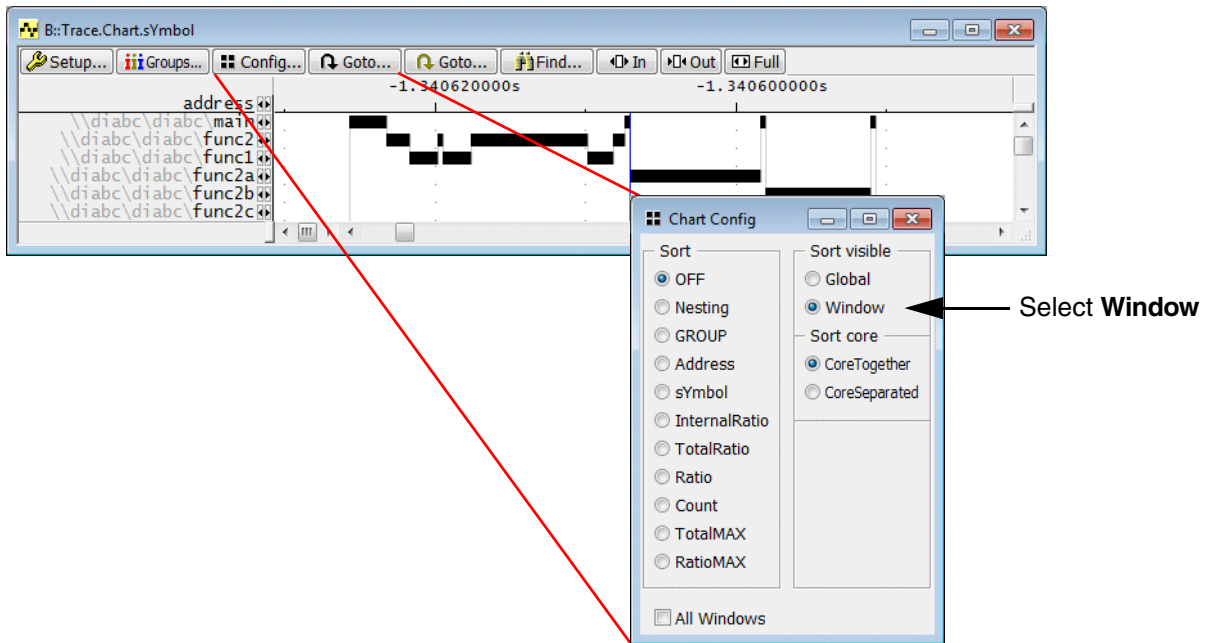 B::Trace.Chart.sYmbol
Setup... Groups... Config... Goto... Goto... Find... In Out Full
-1.340620000s -1.340600000s
address
\\diabc\diabc\main
\\diabc\diabc\func2
\\diabc\diabc\func1
\\diabc\diabc\func2a
\\diabc\diabc\func2b
\\diabc\diabc\func2c
Chart Config
Sort
OFF
Nesting
GROUP
Address
sYmbol
InternalRatio
TotalRatio
Ratio
Count
TotalMAX
RatioMAX
Sort visible
Global
Window
Sort core
CoreTogether
CoreSeparated
All Windows
Select Window